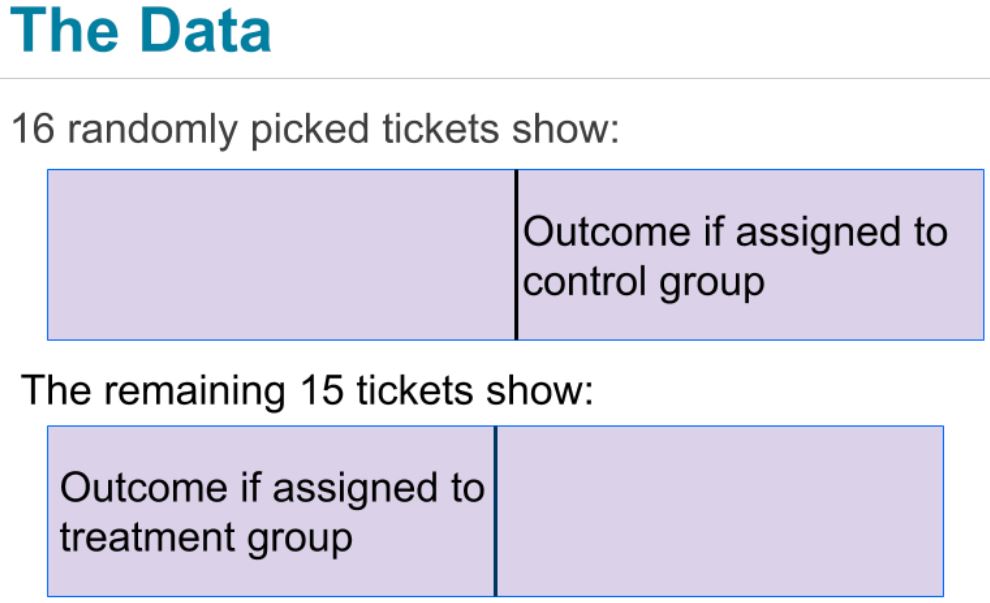 The Data
16 randomly picked tickets show:
Outcome if assigned to
control group
The remaining 15 tickets show:
Outcome if assigned to
treatment group